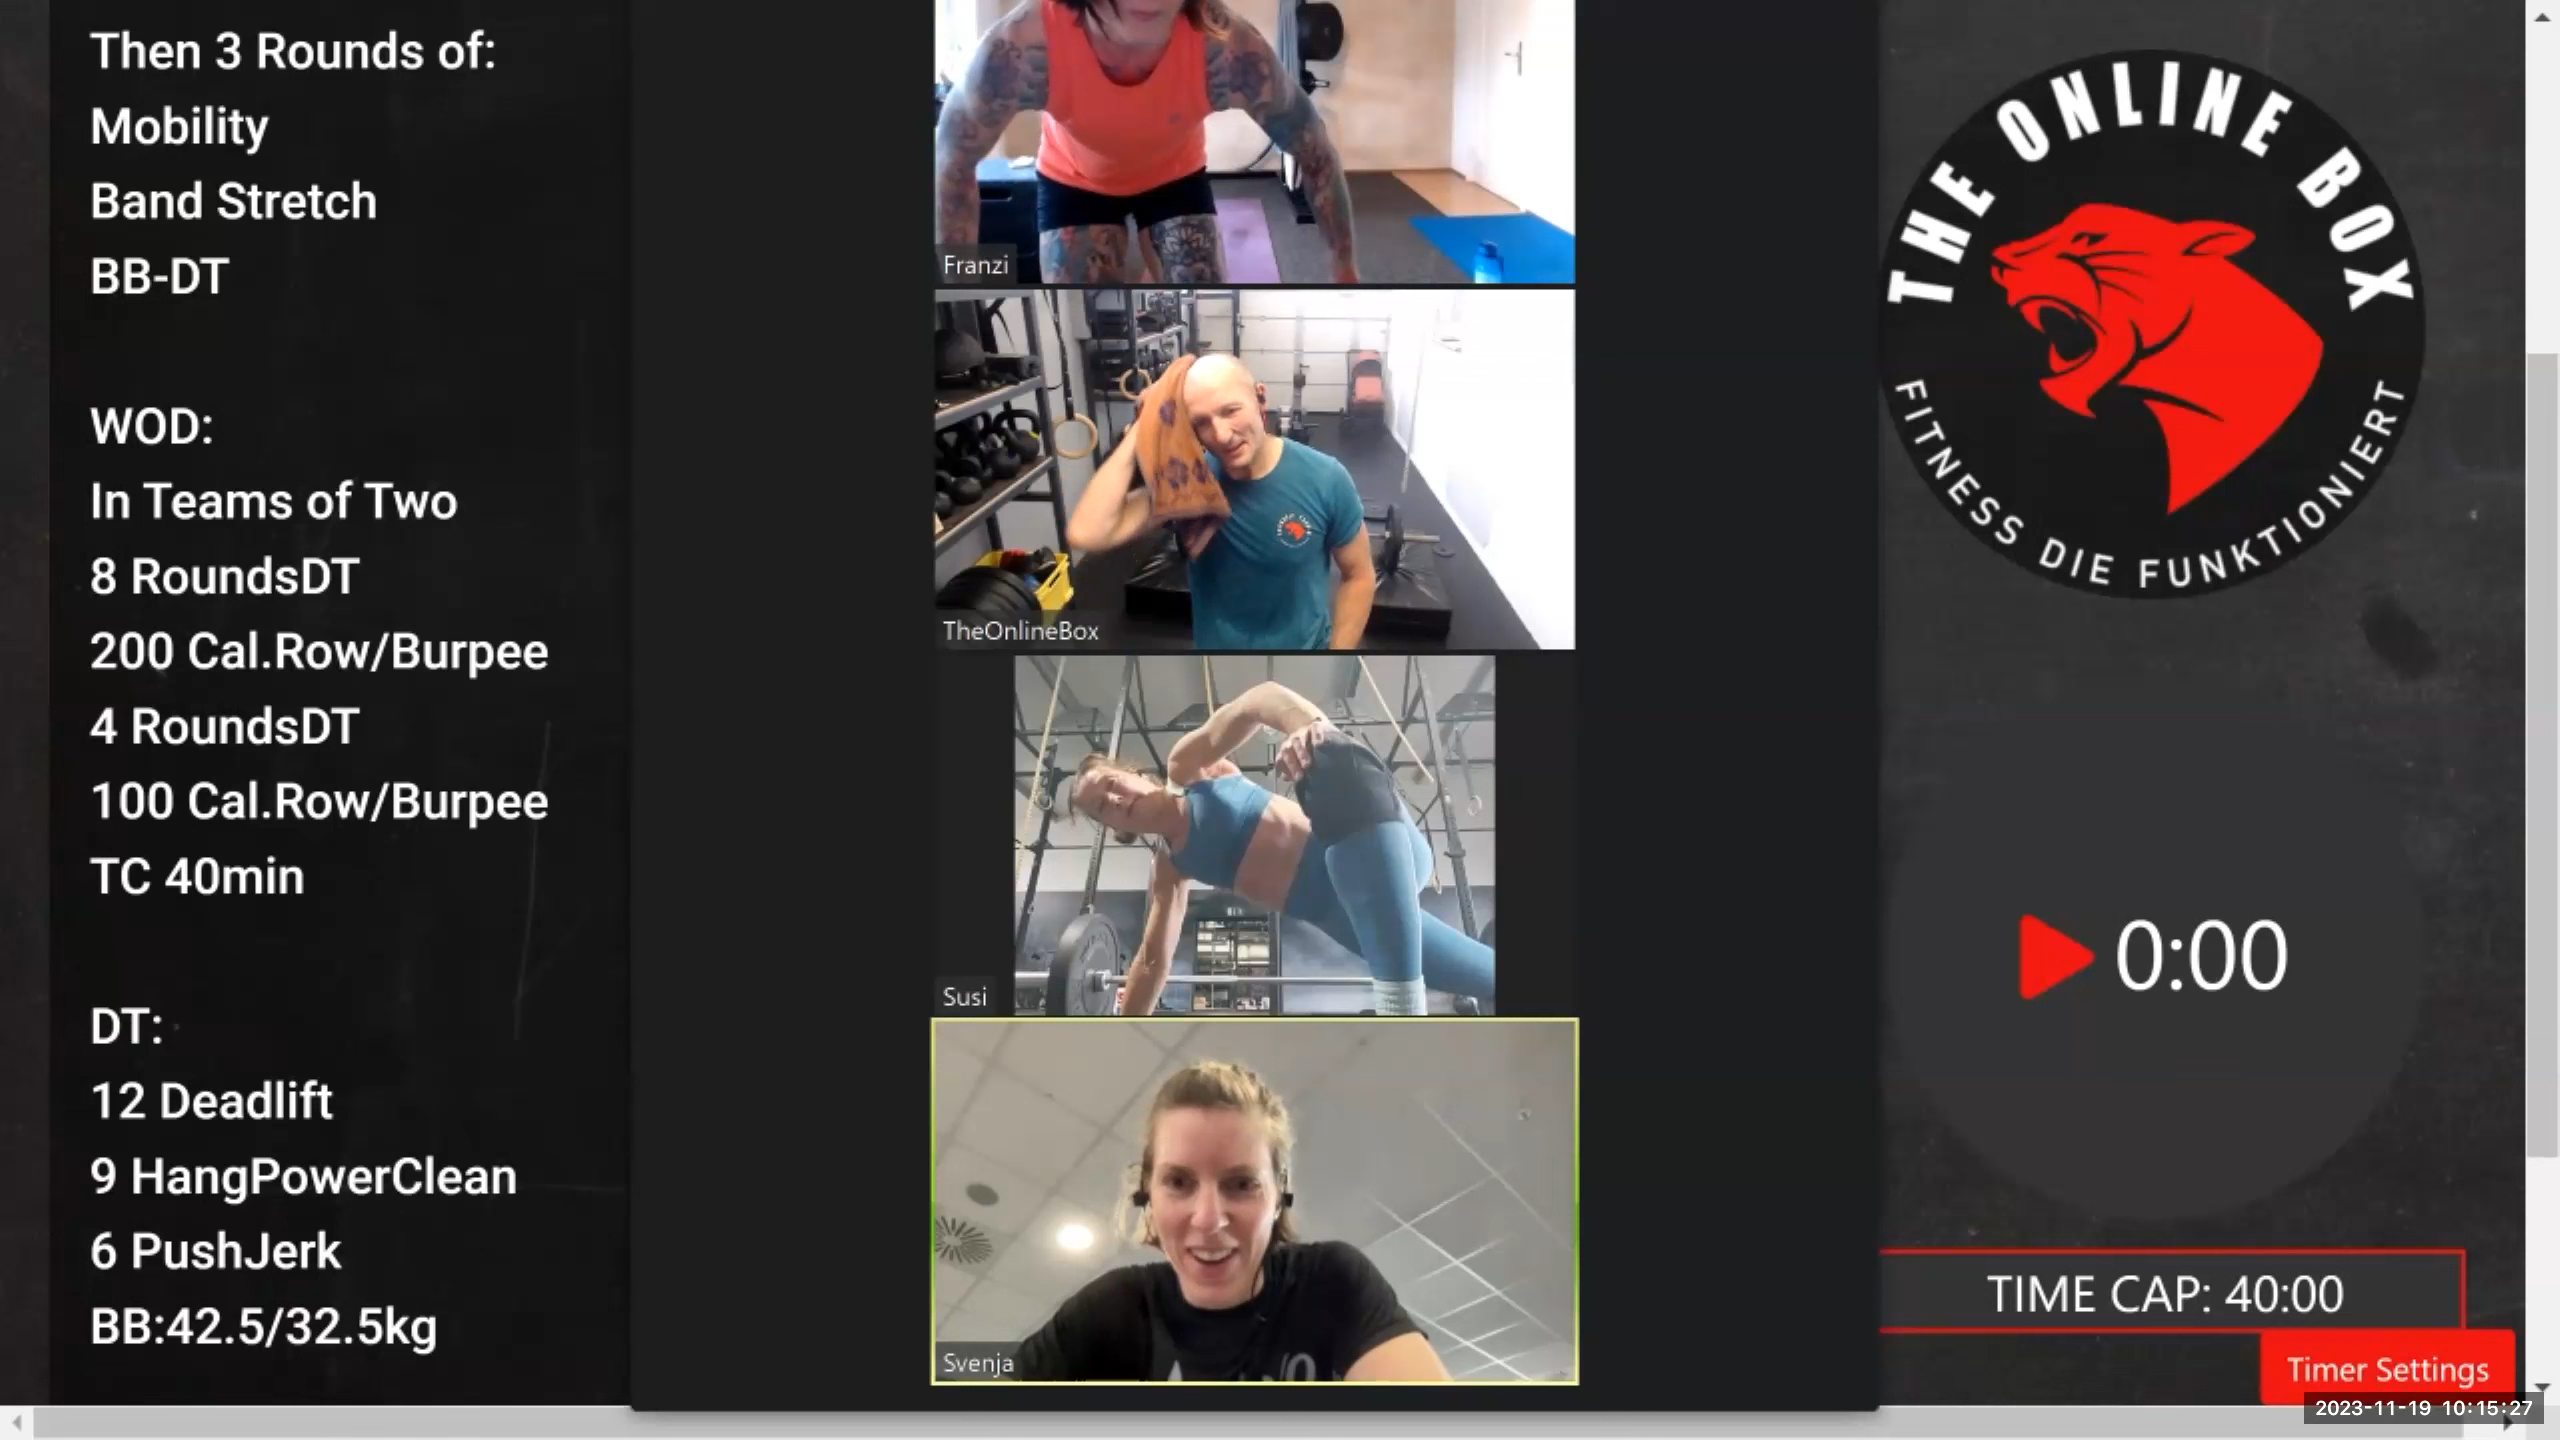 Then 3 Rounds of:
Mobility
Band Stretch
BB-DT
WOD:
In Teams of Two
8 RoundsDT
200 Cal.Row/Burpee
4 RoundsDT
100 Cal.Row/Burpee
TC 40min
DT:
12 Deadlift
9 HangPowerClean
6 PushJerk
BB:42.5/32.5kg
Franzi
TheOnlineBox
Susi
Svenja
THE ONLINE BOX
FITNESS DIE FUNKTIONIERT
0:00
TIME CAP: 40:00
Timer Settings
2023-11-19 10:15:27